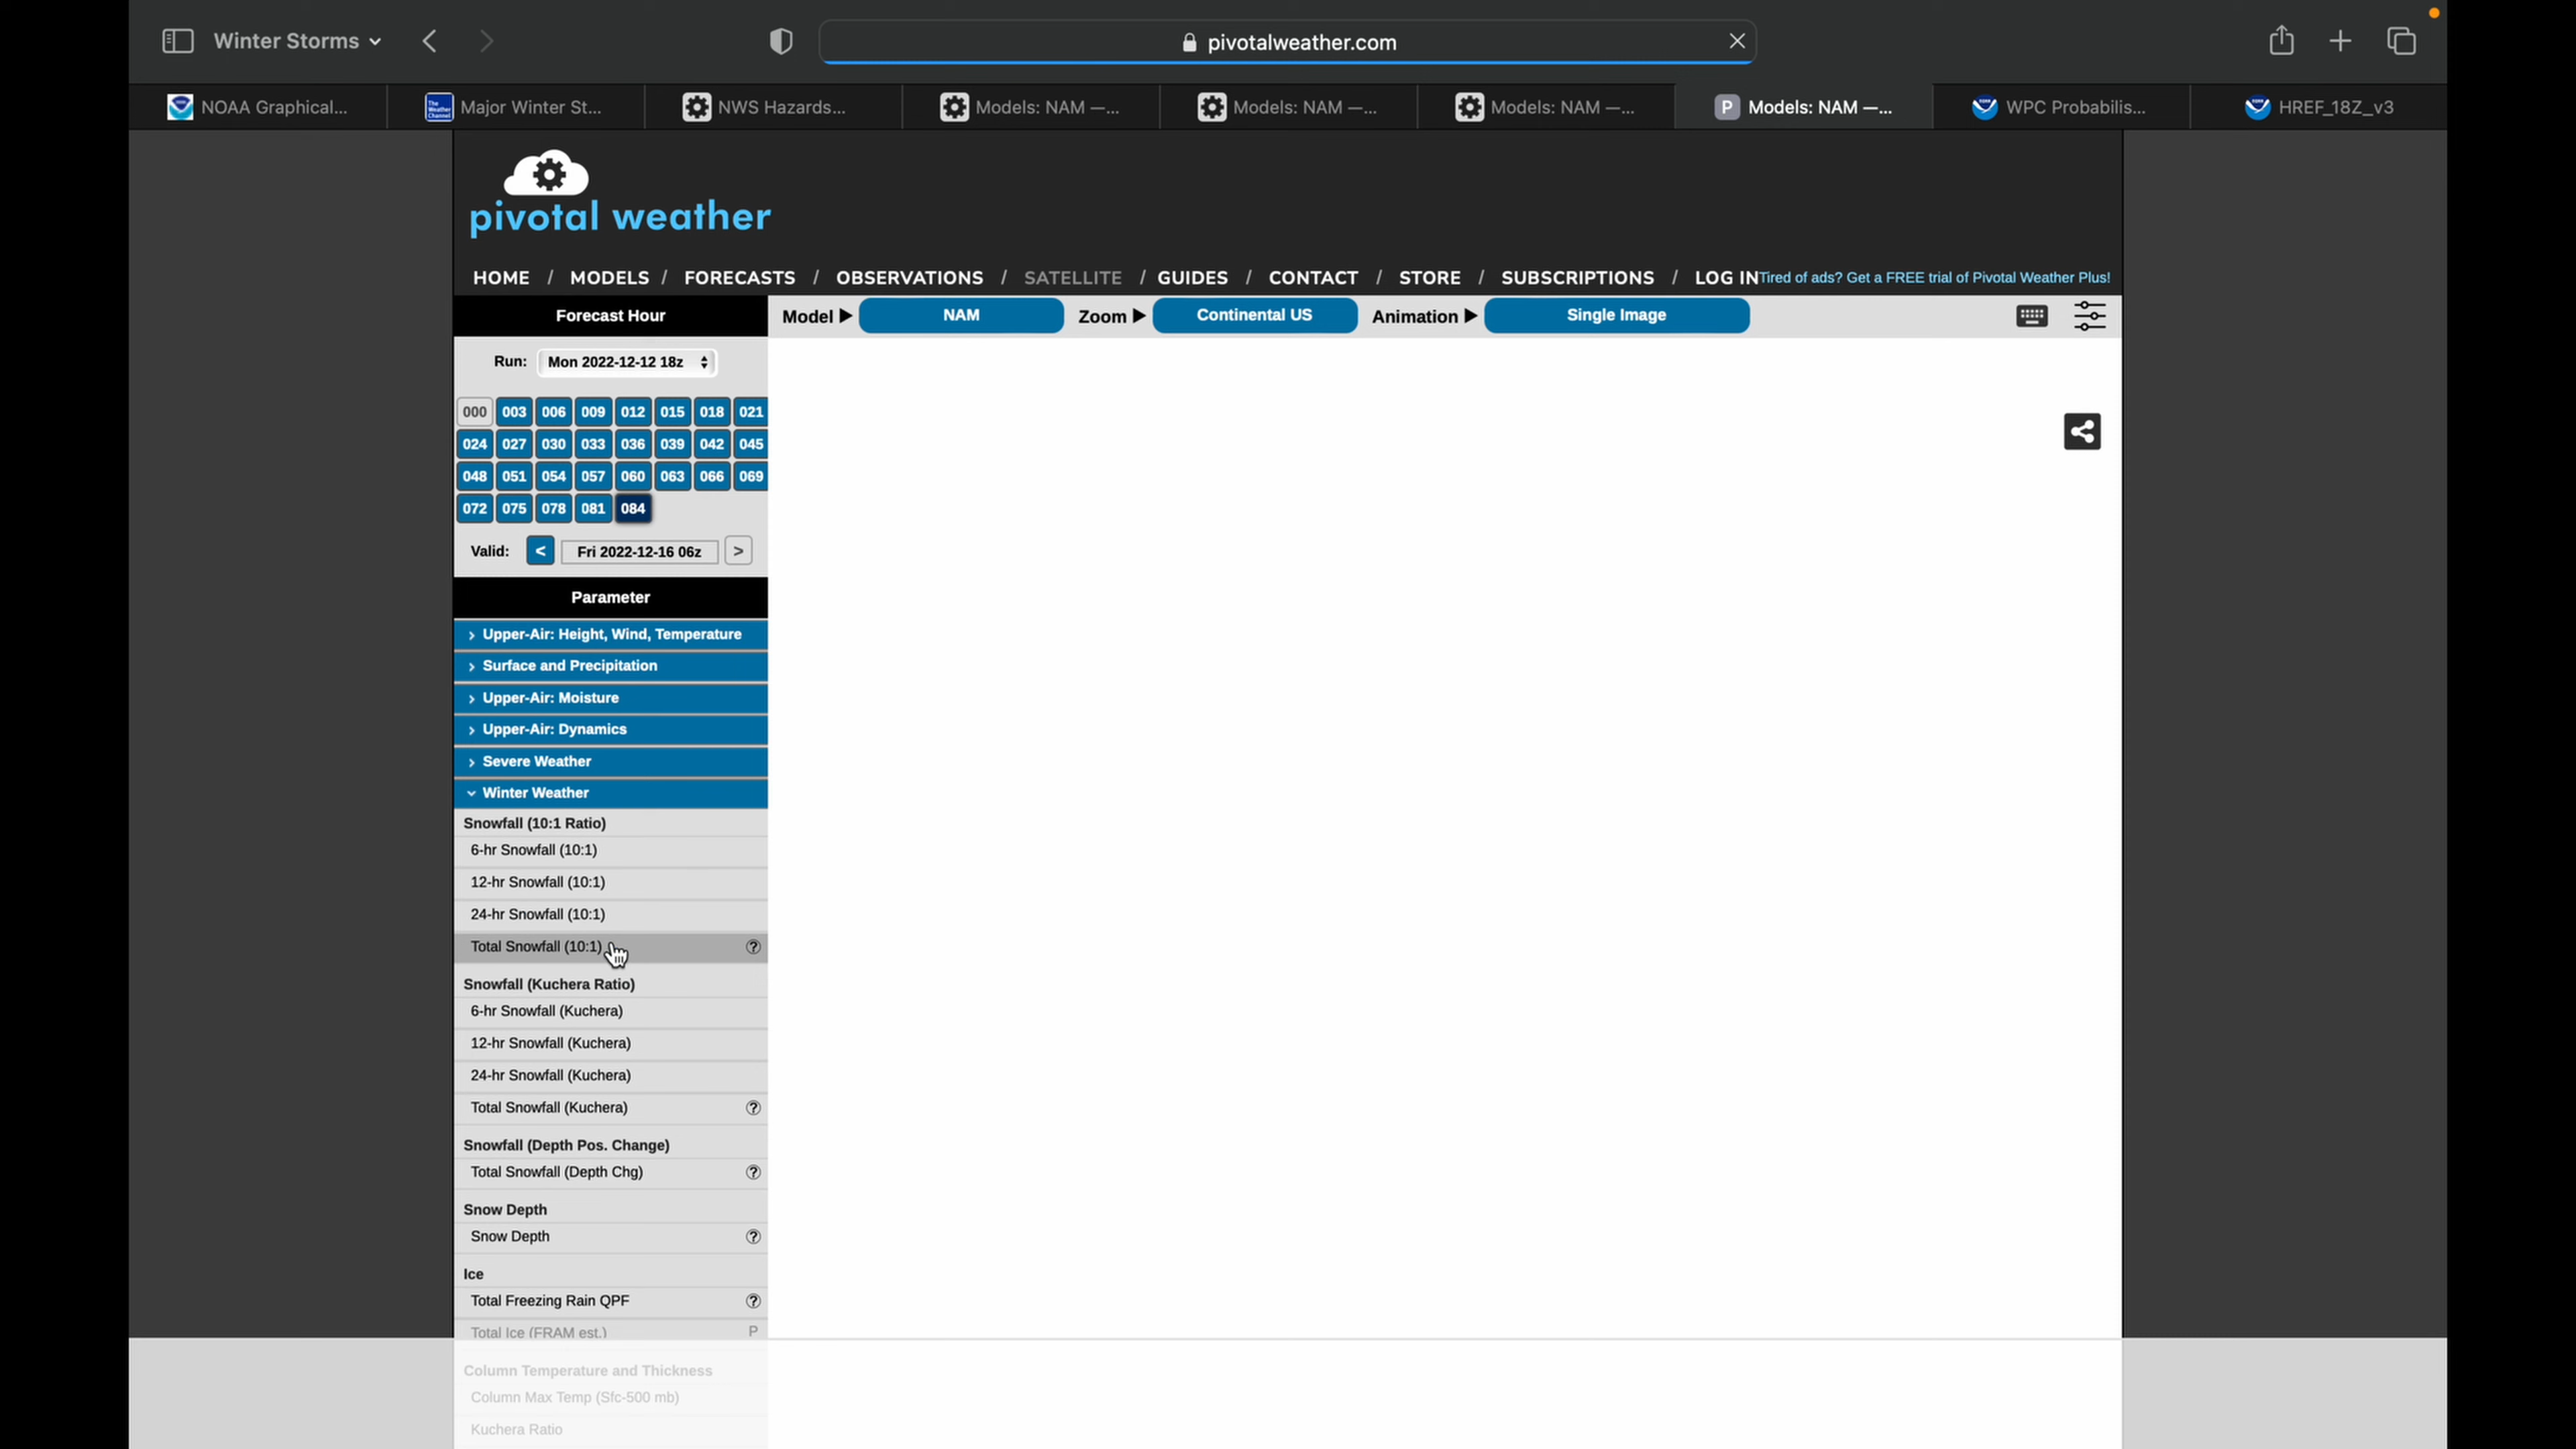 Winter Storms
pivotalweather.com
NOAA Graphical...
The Weather Channel
Major Winter St...
NWS Hazards...
Models: NAM —...
Models: NAM —...
Models: NAM —...
P Models: NAM —...
WPC Probabilis...
HREF_18Z_v3
pivotal weather
HOME / MODELS / FORECASTS / OBSERVATIONS / SATELLITE / GUIDES / CONTACT / STORE / SUBSCRIPTIONS / LOG IN
Tired of ads? Get a FREE trial of Pivotal Weather Plus!
Forecast Hour
Model NAM Zoom Continental US Animation Single Image
Run: Mon 2022-12-12 18z
000 003 006 009 012 015 018 021
024 027 030 033 036 039 042 045
048 051 054 057 060 063 066 069
072 075 078 081 084
Valid: < Fri 2022-12-16 06z >
Parameter
› Upper-Air: Height, Wind, Temperature
› Surface and Precipitation
› Upper-Air: Moisture
› Upper-Air: Dynamics
› Severe Weather
Winter Weather
Snowfall (10:1 Ratio)
6-hr Snowfall (10:1)
12-hr Snowfall (10:1)
24-hr Snowfall (10:1)
Total Snowfall (10:1) ?
Snowfall (Kuchera Ratio)
6-hr Snowfall (Kuchera)
12-hr Snowfall (Kuchera)
24-hr Snowfall (Kuchera)
Total Snowfall (Kuchera) ?
Snowfall (Depth Pos. Change)
Total Snowfall (Depth Chg) ?
Snow Depth
Snow Depth ?
Ice
Total Freezing Rain QPF ?
Total Ice (FRAM est.) P
Column Temperature and Thickness
Column Max Temp (Sfc-500 mb)
Kuchera Ratio